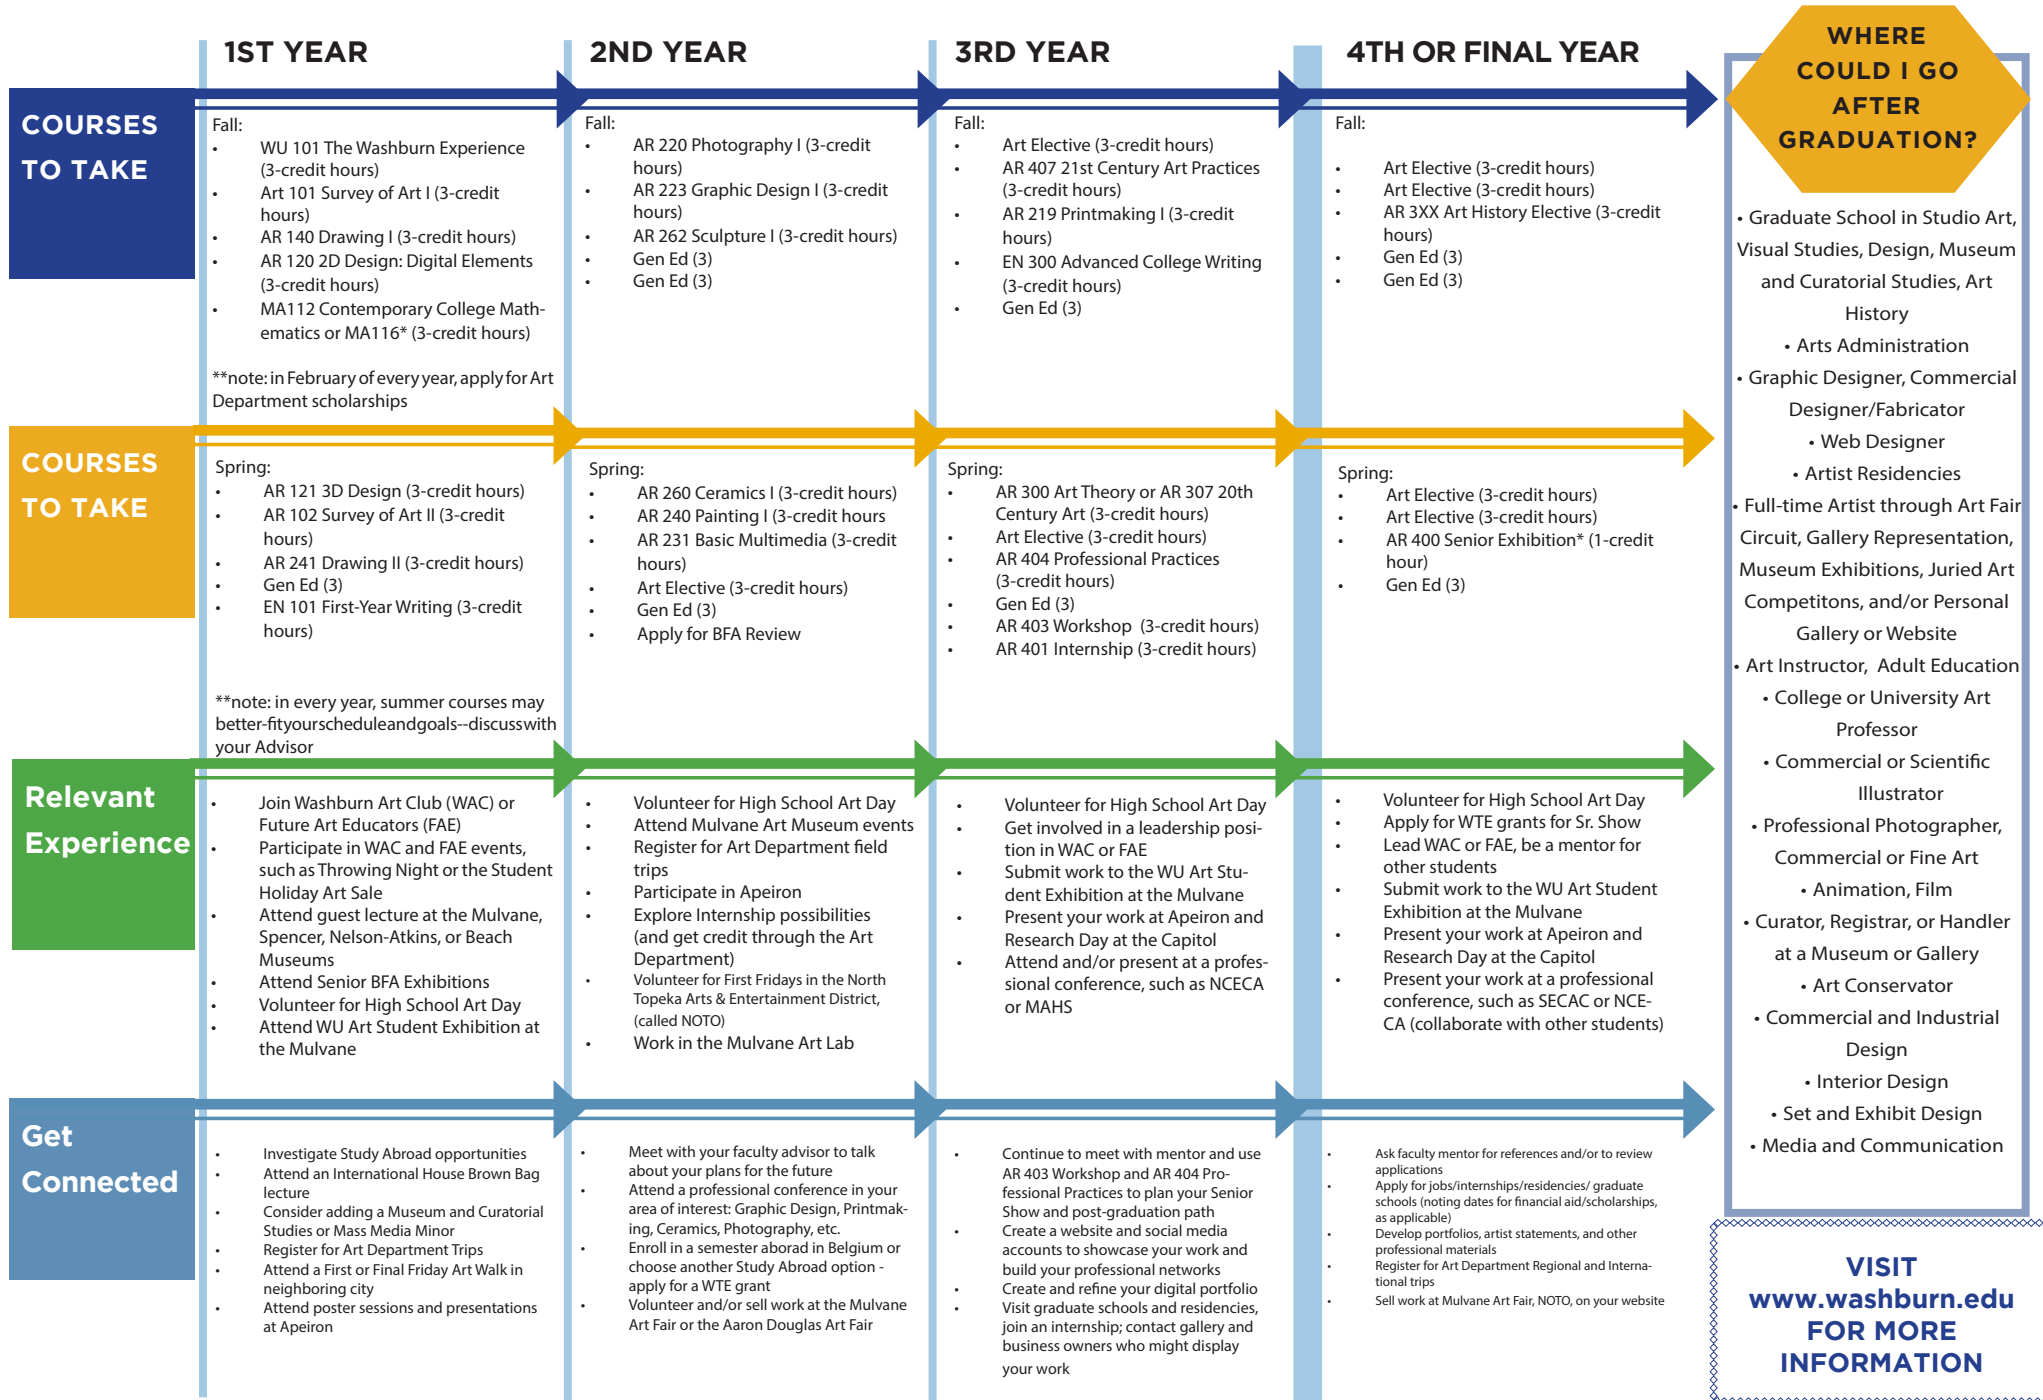 1ST YEAR
2ND YEAR
3RD YEAR
4TH OR FINAL YEAR
COURSES
TO TAKE
Fall:
• WU 101 The Washburn Experience
(3-credit hours)
• Art 101 Survey of Art I (3-credit
hours)
• AR 140 Drawing I (3-credit hours)
• AR 120 2D Design: Digital Elements
(3-credit hours)
• MA112 Contemporary College Math-
ematics or MA116* (3-credit hours)
**note: in February of every year, apply for Art
Department scholarships
Fall:
• AR 220 Photography I (3-credit
hours)
• AR 223 Graphic Design I (3-credit
hours)
• AR 262 Sculpture I (3-credit hours)
• Gen Ed (3)
• Gen Ed (3)
Fall:
• Art Elective (3-credit hours)
• AR 407 21st Century Art Practices
(3-credit hours)
• AR 219 Printmaking I (3-credit
hours)
• EN 300 Advanced College Writing
(3-credit hours)
• Gen Ed (3)
Fall:
• Art Elective (3-credit hours)
• Art Elective (3-credit hours)
• AR 3XX Art History Elective (3-credit
hours)
• Gen Ed (3)
• Gen Ed (3)
COURSES
TO TAKE
Spring:
• AR 121 3D Design (3-credit hours)
• AR 102 Survey of Art II (3-credit
hours)
• AR 241 Drawing II (3-credit hours)
• Gen Ed (3)
• EN 101 First-Year Writing (3-credit
hours)
**note: in every year, summer courses may
better-fityourscheduleandgoals--discusswith
your Advisor
Spring:
• AR 260 Ceramics I (3-credit hours)
• AR 240 Painting I (3-credit hours
• AR 231 Basic Multimedia (3-credit
hours)
• Art Elective (3-credit hours)
• Gen Ed (3)
• Apply for BFA Review
Spring:
• AR 300 Art Theory or AR 307 20th
Century Art (3-credit hours)
• Art Elective (3-credit hours)
• AR 404 Professional Practices
(3-credit hours)
• Gen Ed (3)
• AR 403 Workshop (3-credit hours)
• AR 401 Internship (3-credit hours)
Spring:
• Art Elective (3-credit hours)
• Art Elective (3-credit hours)
• AR 400 Senior Exhibition* (1-credit
hour)
• Gen Ed (3)
Relevant
Experience
• Join Washburn Art Club (WAC) or
Future Art Educators (FAE)
• Participate in WAC and FAE events,
such as Throwing Night or the Student
Holiday Art Sale
• Attend guest lecture at the Mulvane,
Spencer, Nelson-Atkins, or Beach
Museums
• Attend Senior BFA Exhibitions
• Volunteer for High School Art Day
• Attend WU Art Student Exhibition at
the Mulvane
• Volunteer for High School Art Day
• Attend Mulvane Art Museum events
• Register for Art Department field
trips
• Participate in Apeiron
• Explore Internship possibilities
(and get credit through the Art
Department)
• Volunteer for First Fridays in the North
Topeka Arts & Entertainment District,
(called NOTO)
• Work in the Mulvane Art Lab
• Volunteer for High School Art Day
• Get involved in a leadership posi-
tion in WAC or FAE
• Submit work to the WU Art Stu-
dent Exhibition at the Mulvane
• Present your work at Apeiron and
Research Day at the Capitol
• Attend and/or present at a profes-
sional conference, such as NCECA
or MAHS
• Volunteer for High School Art Day
• Apply for WTE grants for Sr. Show
• Lead WAC or FAE, be a mentor for
other students
• Submit work to the WU Art Student
Exhibition at the Mulvane
• Present your work at Apeiron and
Research Day at the Capitol
• Present your work at a professional
conference, such as SECAC or NCE-
CA (collaborate with other students)
Get
Connected
• Investigate Study Abroad opportunities
• Attend an International House Brown Bag
lecture
• Consider adding a Museum and Curatorial
Studies or Mass Media Minor
• Register for Art Department Trips
• Attend a First or Final Friday Art Walk in
neighboring city
• Attend poster sessions and presentations
at Apeiron
• Meet with your faculty advisor to talk
about your plans for the future
• Attend a professional conference in your
area of interest: Graphic Design, Printmak-
ing, Ceramics, Photography, etc.
• Enroll in a semester aborad in Belgium or
choose another Study Abroad option -
apply for a WTE grant
• Volunteer and/or sell work at the Mulvane
Art Fair or the Aaron Douglas Art Fair
• Continue to meet with mentor and use
AR 403 Workshop and AR 404 Pro-
fessional Practices to plan your Senior
Show and post-graduation path
• Create a website and social media
accounts to showcase your work and
build your professional networks
• Create and refine your digital portfolio
• Visit graduate schools and residencies,
join an internship; contact gallery and
business owners who might display
your work
• Ask faculty mentor for references and/or to review
applications
• Apply for jobs/internships/residencies/ graduate
schools (noting dates for financial aid/scholarships,
as applicable)
• Develop portfolios, artist statements, and other
professional materials
• Register for Art Department Regional and Interna-
tional trips
• Sell work at Mulvane Art Fair, NOTO, on your website
WHERE
COULD I GO
AFTER
GRADUATION?
• Graduate School in Studio Art,
Visual Studies, Design, Museum
and Curatorial Studies, Art
History
• Arts Administration
• Graphic Designer, Commercial
Designer/Fabricator
• Web Designer
• Artist Residencies
• Full-time Artist through Art Fair
Circuit, Gallery Representation,
Museum Exhibitions, Juried Art
Competitons, and/or Personal
Gallery or Website
• Art Instructor, Adult Education
• College or University Art
Professor
• Commercial or Scientific
Illustrator
• Professional Photographer,
Commercial or Fine Art
• Animation, Film
• Curator, Registrar, or Handler
at a Museum or Gallery
• Art Conservator
• Commercial and Industrial
Design
• Interior Design
• Set and Exhibit Design
• Media and Communication
VISIT
www.washburn.edu
FOR MORE
INFORMATION